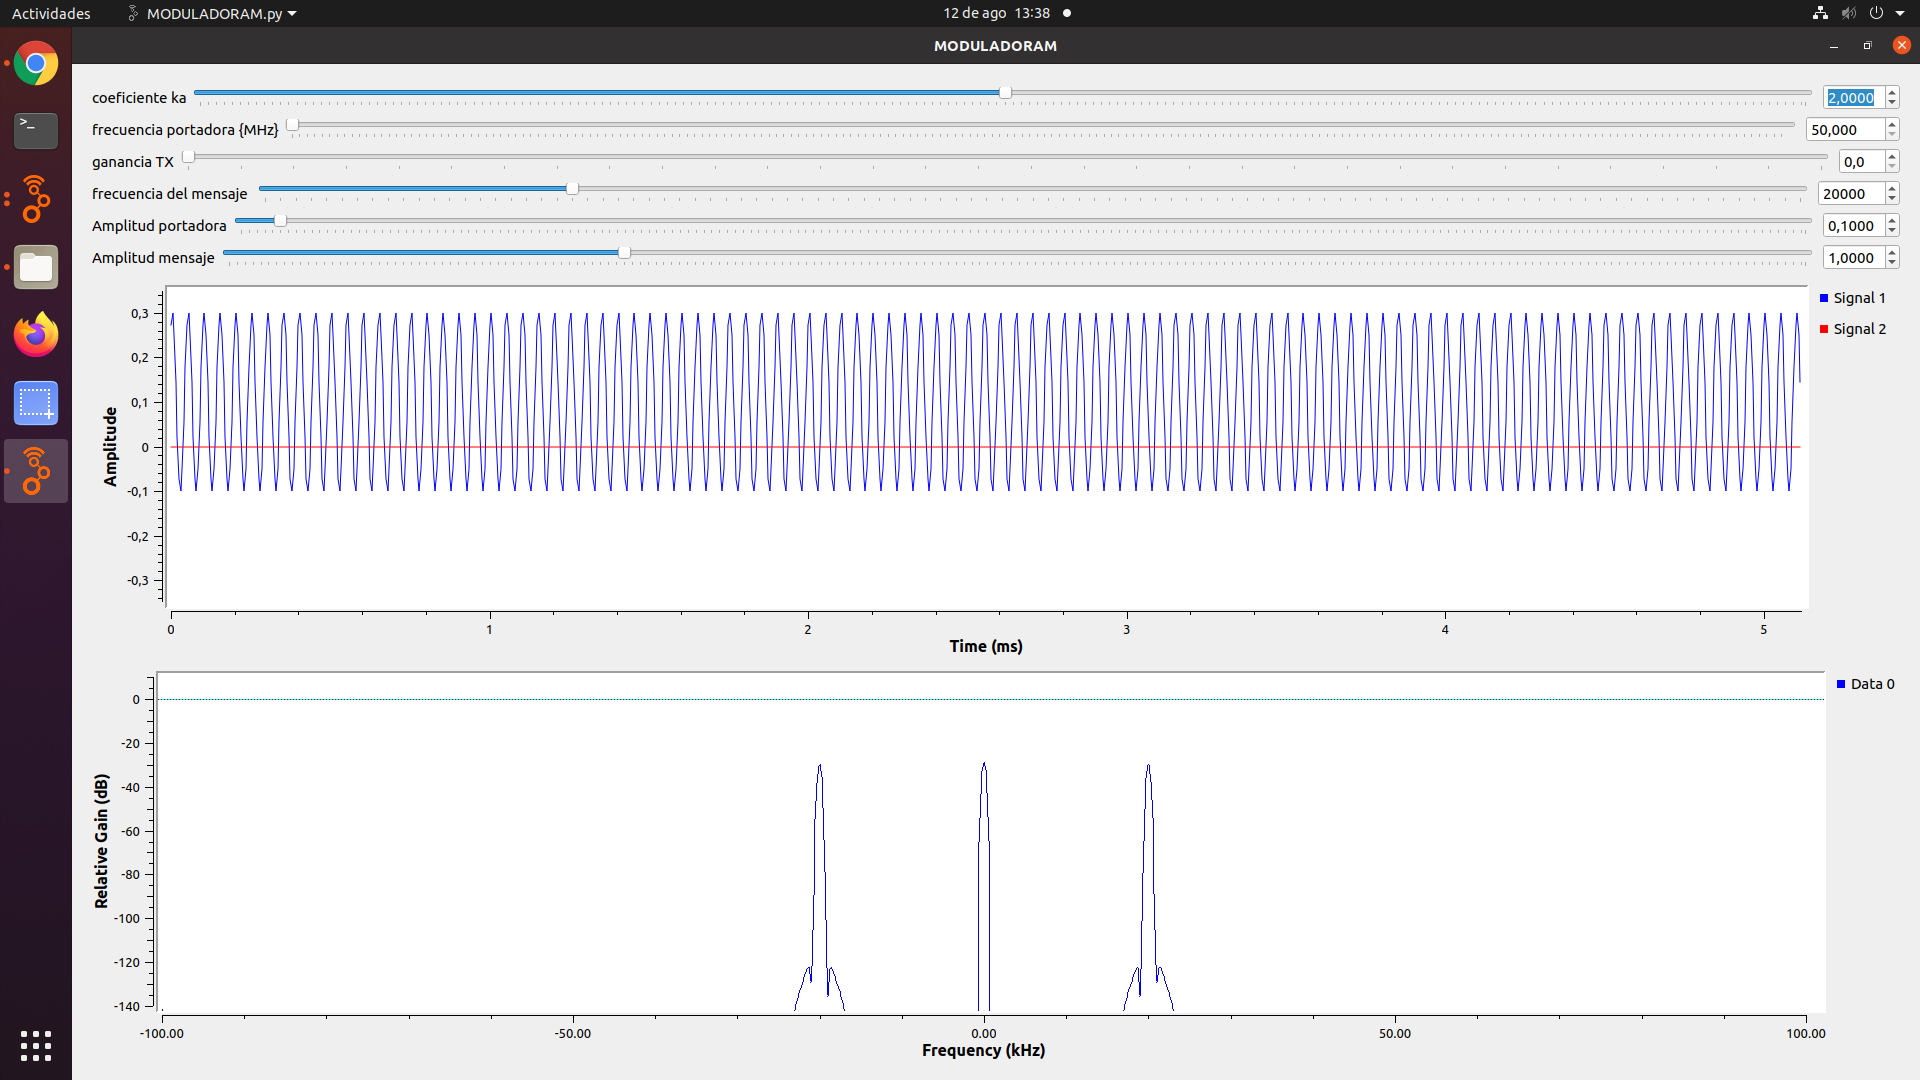 Actividades MODULADORAM.py 12 de ago 13:38
MODULADORAM
coeficiente ka 2,0000
frecuencia portadora {MHz} 50,000
ganancia TX 0,0
frecuencia del mensaje 20000
Amplitud portadora 0,1000
Amplitud mensaje 1,0000
Signal 1
Signal 2
Amplitude
0,3
0,2
0,1
0
-0,1
-0,2
-0,3
0 1 2 3 4 5
Time (ms)
Data 0
Relative Gain (dB)
0
-20
-40
-60
-80
-100
-120
-140
-100.00 -50.00 0.00 50.00 100.00
Frequency (kHz)